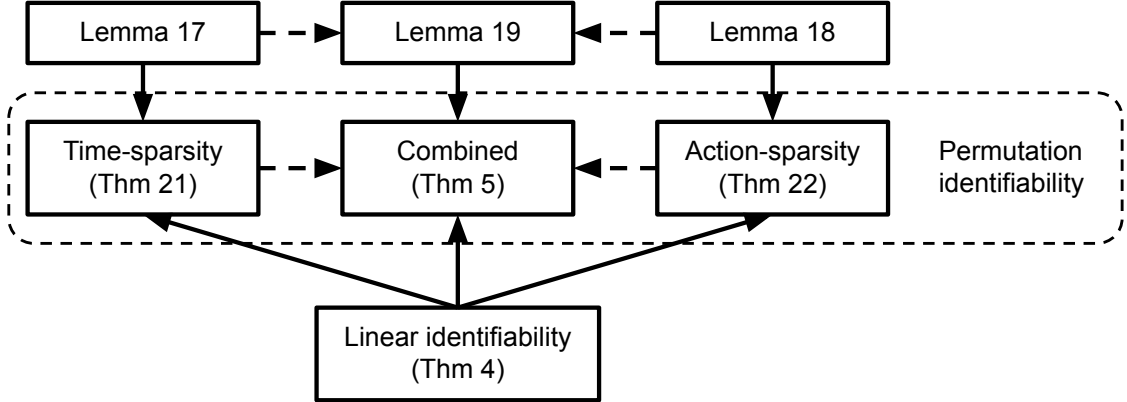 Lemma 17
Lemma 19
Lemma 18
Time-sparsity
(Thm 21)
Combined
(Thm 5)
Action-sparsity
(Thm 22)
Permutation
identifiability
Linear identifiability
(Thm 4)